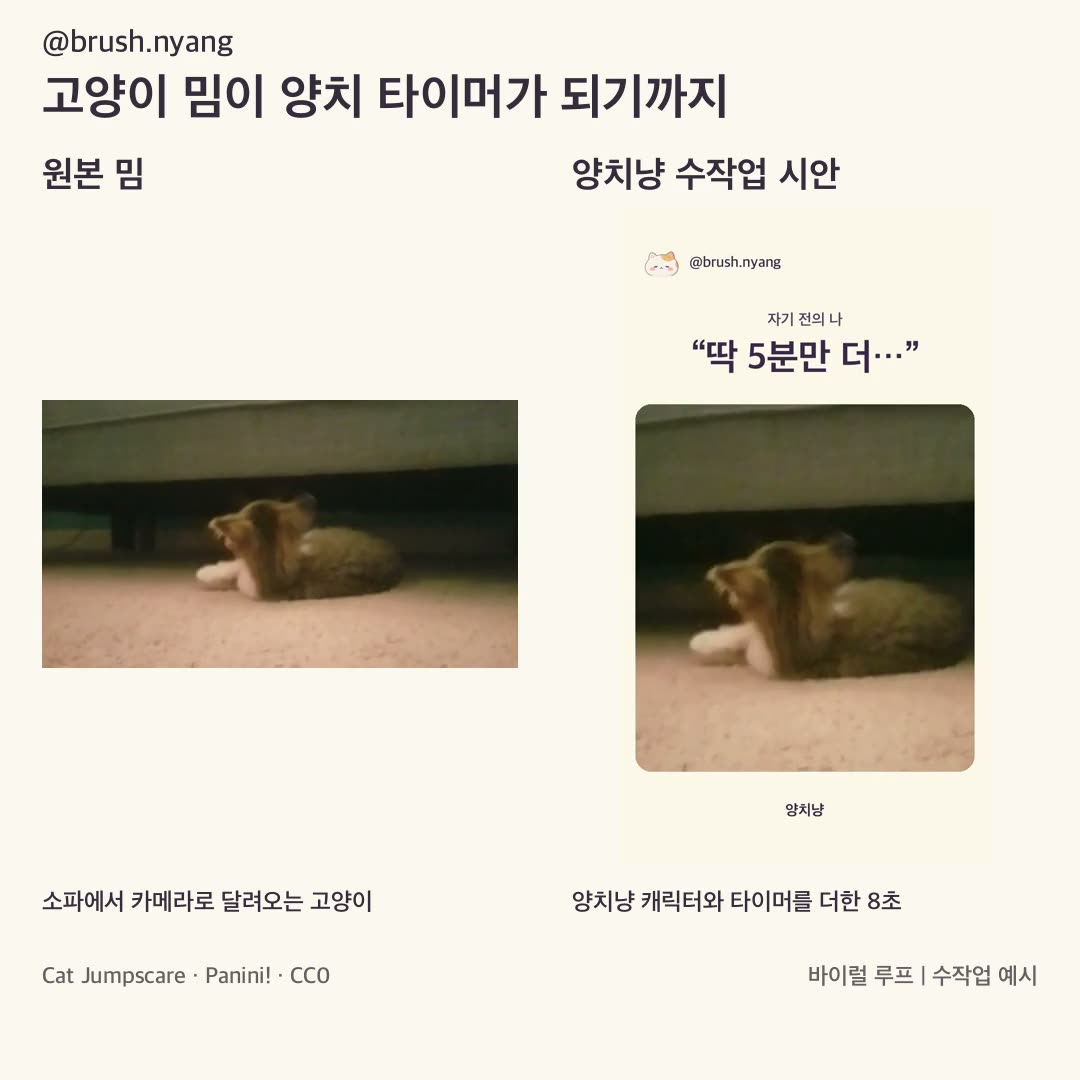 @brush.nyang
고양이 밈이 양치 타이머가 되기까지
원본 밈
양치냥 수작업 시안
@brush.nyang
자기 전의 나
“딱 5분만 더…”
양치냥
소파에서 카메라로 달려오는 고양이
양치냥 캐릭터와 타이머를 더한 8초
Cat Jumpscare · Panini! · CC0
바이럴 루프 | 수작업 예시